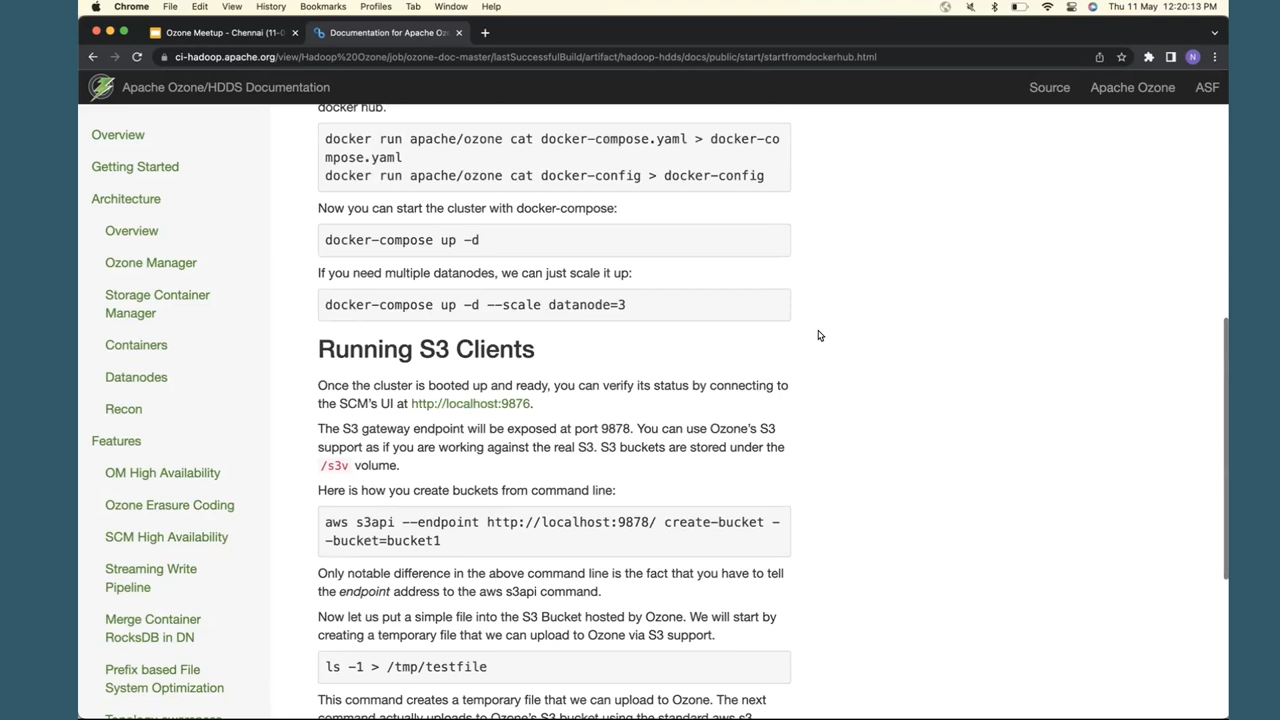 Chrome File Edit View History Bookmarks Profiles Tab Window Help Thu 11 May 12:20:13 PM
Ozone Meetup - Chennai (11-0 Documentation for Apache Oz
ci-hadoop.apache.org/view/Hadoop%20Ozone/job/ozone-doc-master/lastSuccessfulBuild/artifact/hadoop-hdds/docs/public/start/startfromdockerhub.html
N
Apache Ozone/HDDS Documentation Source Apache Ozone ASF
Overview
Getting Started
Architecture
Overview
Ozone Manager
Storage Container
Manager
Containers
Datanodes
Recon
Features
OM High Availability
Ozone Erasure Coding
SCM High Availability
Streaming Write
Pipeline
Merge Container
RocksDB in DN
Prefix based File
System Optimization
Topology awareness
docker hub.
docker run apache/ozone cat docker-compose.yaml > docker-co
mpose.yaml
docker run apache/ozone cat docker-config > docker-config
Now you can start the cluster with docker-compose:
docker-compose up -d
If you need multiple datanodes, we can just scale it up:
docker-compose up -d --scale datanode=3
Running S3 Clients
Once the cluster is booted up and ready, you can verify its status by connecting to
the SCM's UI at http://localhost:9876.
The S3 gateway endpoint will be exposed at port 9878. You can use Ozone's S3
support as if you are working against the real S3. S3 buckets are stored under the
/s3v volume.
Here is how you create buckets from command line:
aws s3api --endpoint http://localhost:9878/ create-bucket -
-bucket=bucket1
Only notable difference in the above command line is the fact that you have to tell
the endpoint address to the aws s3api command.
Now let us put a simple file into the S3 Bucket hosted by Ozone. We will start by
creating a temporary file that we can upload to Ozone via S3 support.
ls -1 > /tmp/testfile
This command creates a temporary file that we can upload to Ozone. The next
command actually uploads to Ozone's S3 bucket using the standard aws s3